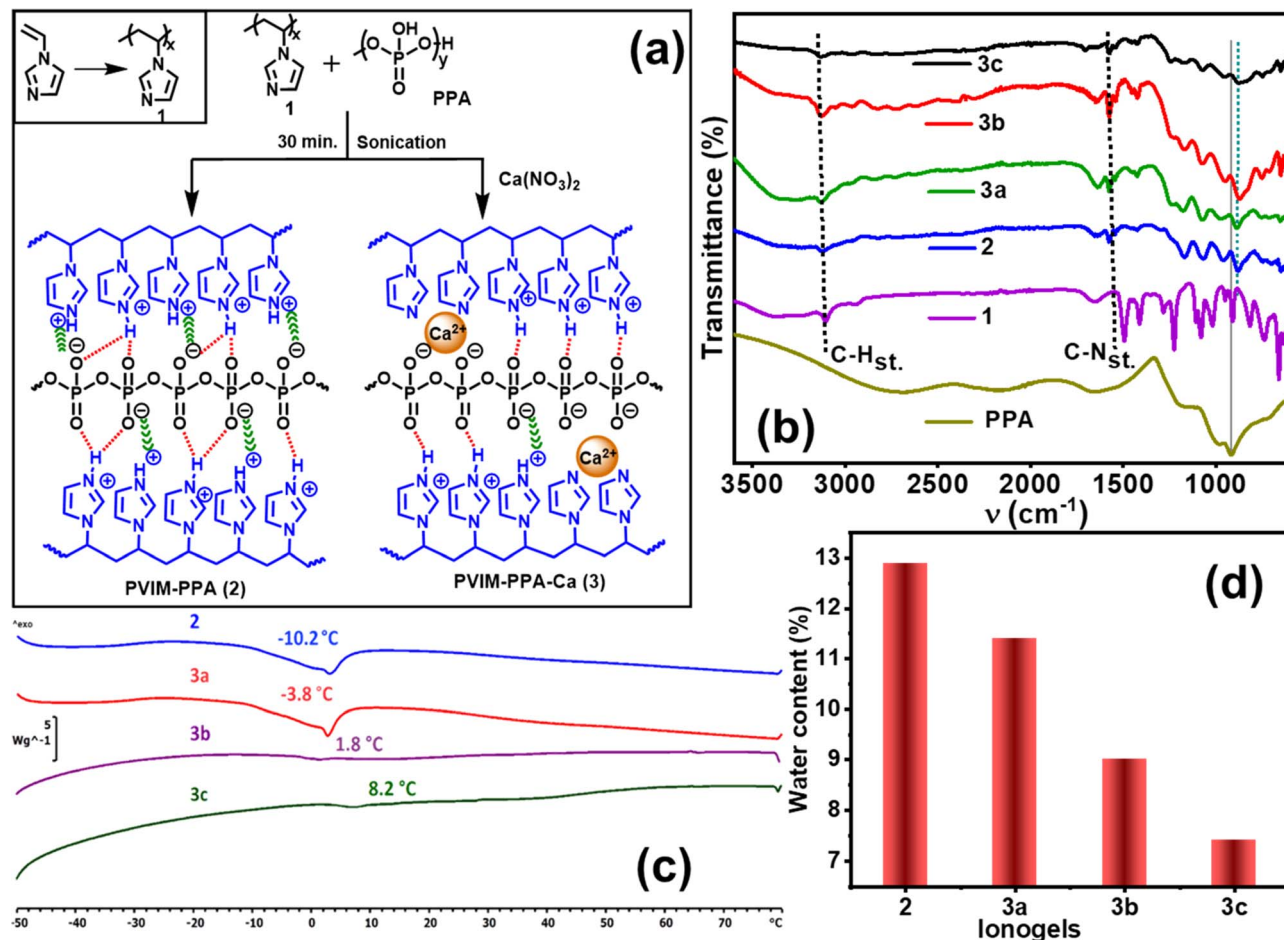 (a)
N
N
x
N
N
1
x
N
N
1
+
O
OH
P
O
O
H
y
PPA
30 min.
Sonication
Ca(NO3)2
PVIM-PPA (2)
Ca2+
Ca2+
PVIM-PPA-Ca (3)
(b)
Transmittance (%)
3c
3b
3a
2
1
PPA
C-Hst.
C-Nst.
3500 3000 2500 2000 1500 1000
ν (cm-1)
(c)
^exo
2
-10.2 °C
3a
-3.8 °C
5
Wg^-1
3b
1.8 °C
3c
8.2 °C
-50 -40 -30 -20 -10 0 10 20 30 40 50 60 70 °C
(d)
Water content (%)
13
12
11
10
9
8
7
2 3a 3b 3c
Ionogels